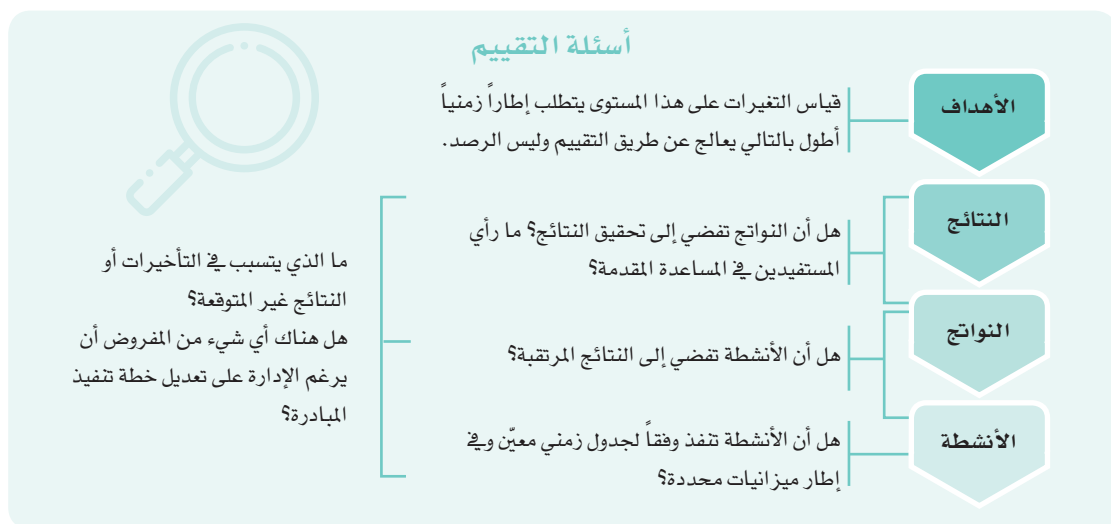 أسئلة التقييم
الأهداف
قياس التغيرات على هذا المستوى يتطلب إطاراً زمنياً
أطول بالتالي يعالج عن طريق التقييم وليس الرصد.
النتائج
هل أن النواتج تفضي إلى تحقيق النتائج؟ ما رأي
المستفيدين في المساعدة المقدمة؟
النواتج
هل أن الأنشطة تفضي إلى النتائج المرتقبة؟
الأنشطة
هل أن الأنشطة تنفذ وفقاً لجدول زمني معيّن وفي
إطار ميزانيات محددة؟
ما الذي يتسبب في التأخيرات أو
النتائج غير المتوقعة؟
هل هناك أي شيء من المفروض أن
يرغم الإدارة على تعديل خطة تنفيذ
المبادرة؟